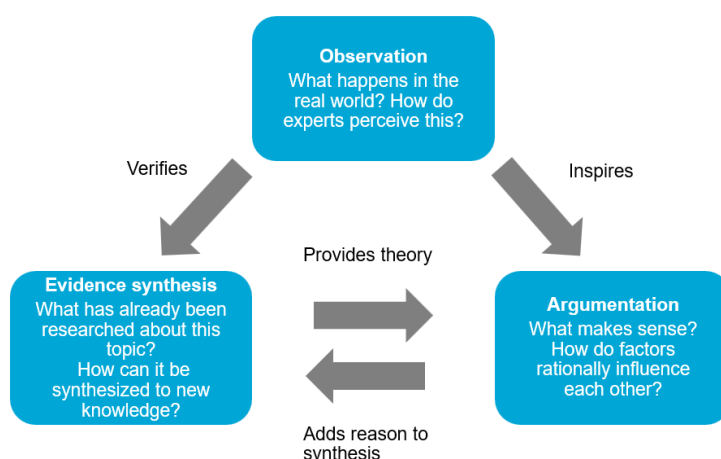 Observation
What happens in the
real world? How do
experts perceive this?
Verifies
Inspires
Provides theory
Evidence synthesis
What has already been
researched about this
topic?
How can it be
synthesized to new
knowledge?
Argumentation
What makes sense?
How do factors
rationally influence
each other?
Adds reason to
synthesis